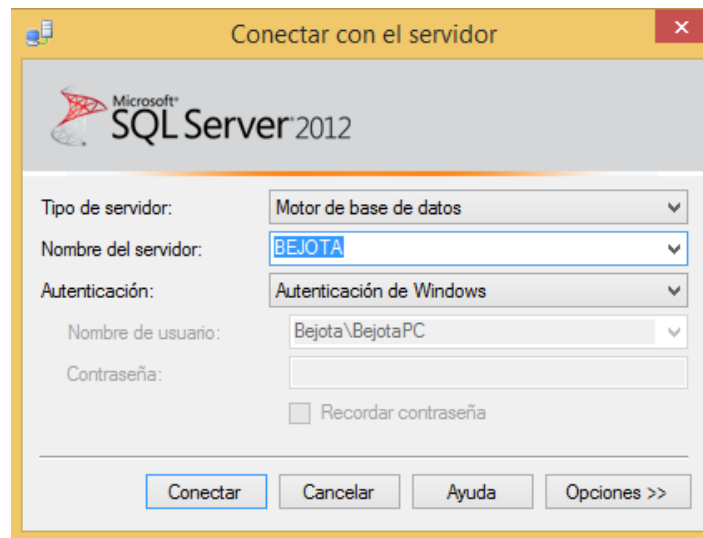 Conectar con el servidor
Microsoft
SQL Server 2012
Tipo de servidor: Motor de base de datos
Nombre del servidor: BEJOTA
Autenticación: Autenticación de Windows
Nombre de usuario: Bejota\BejotaPC
Contraseña:
Recordar contraseña
Conectar Cancelar Ayuda Opciones >>